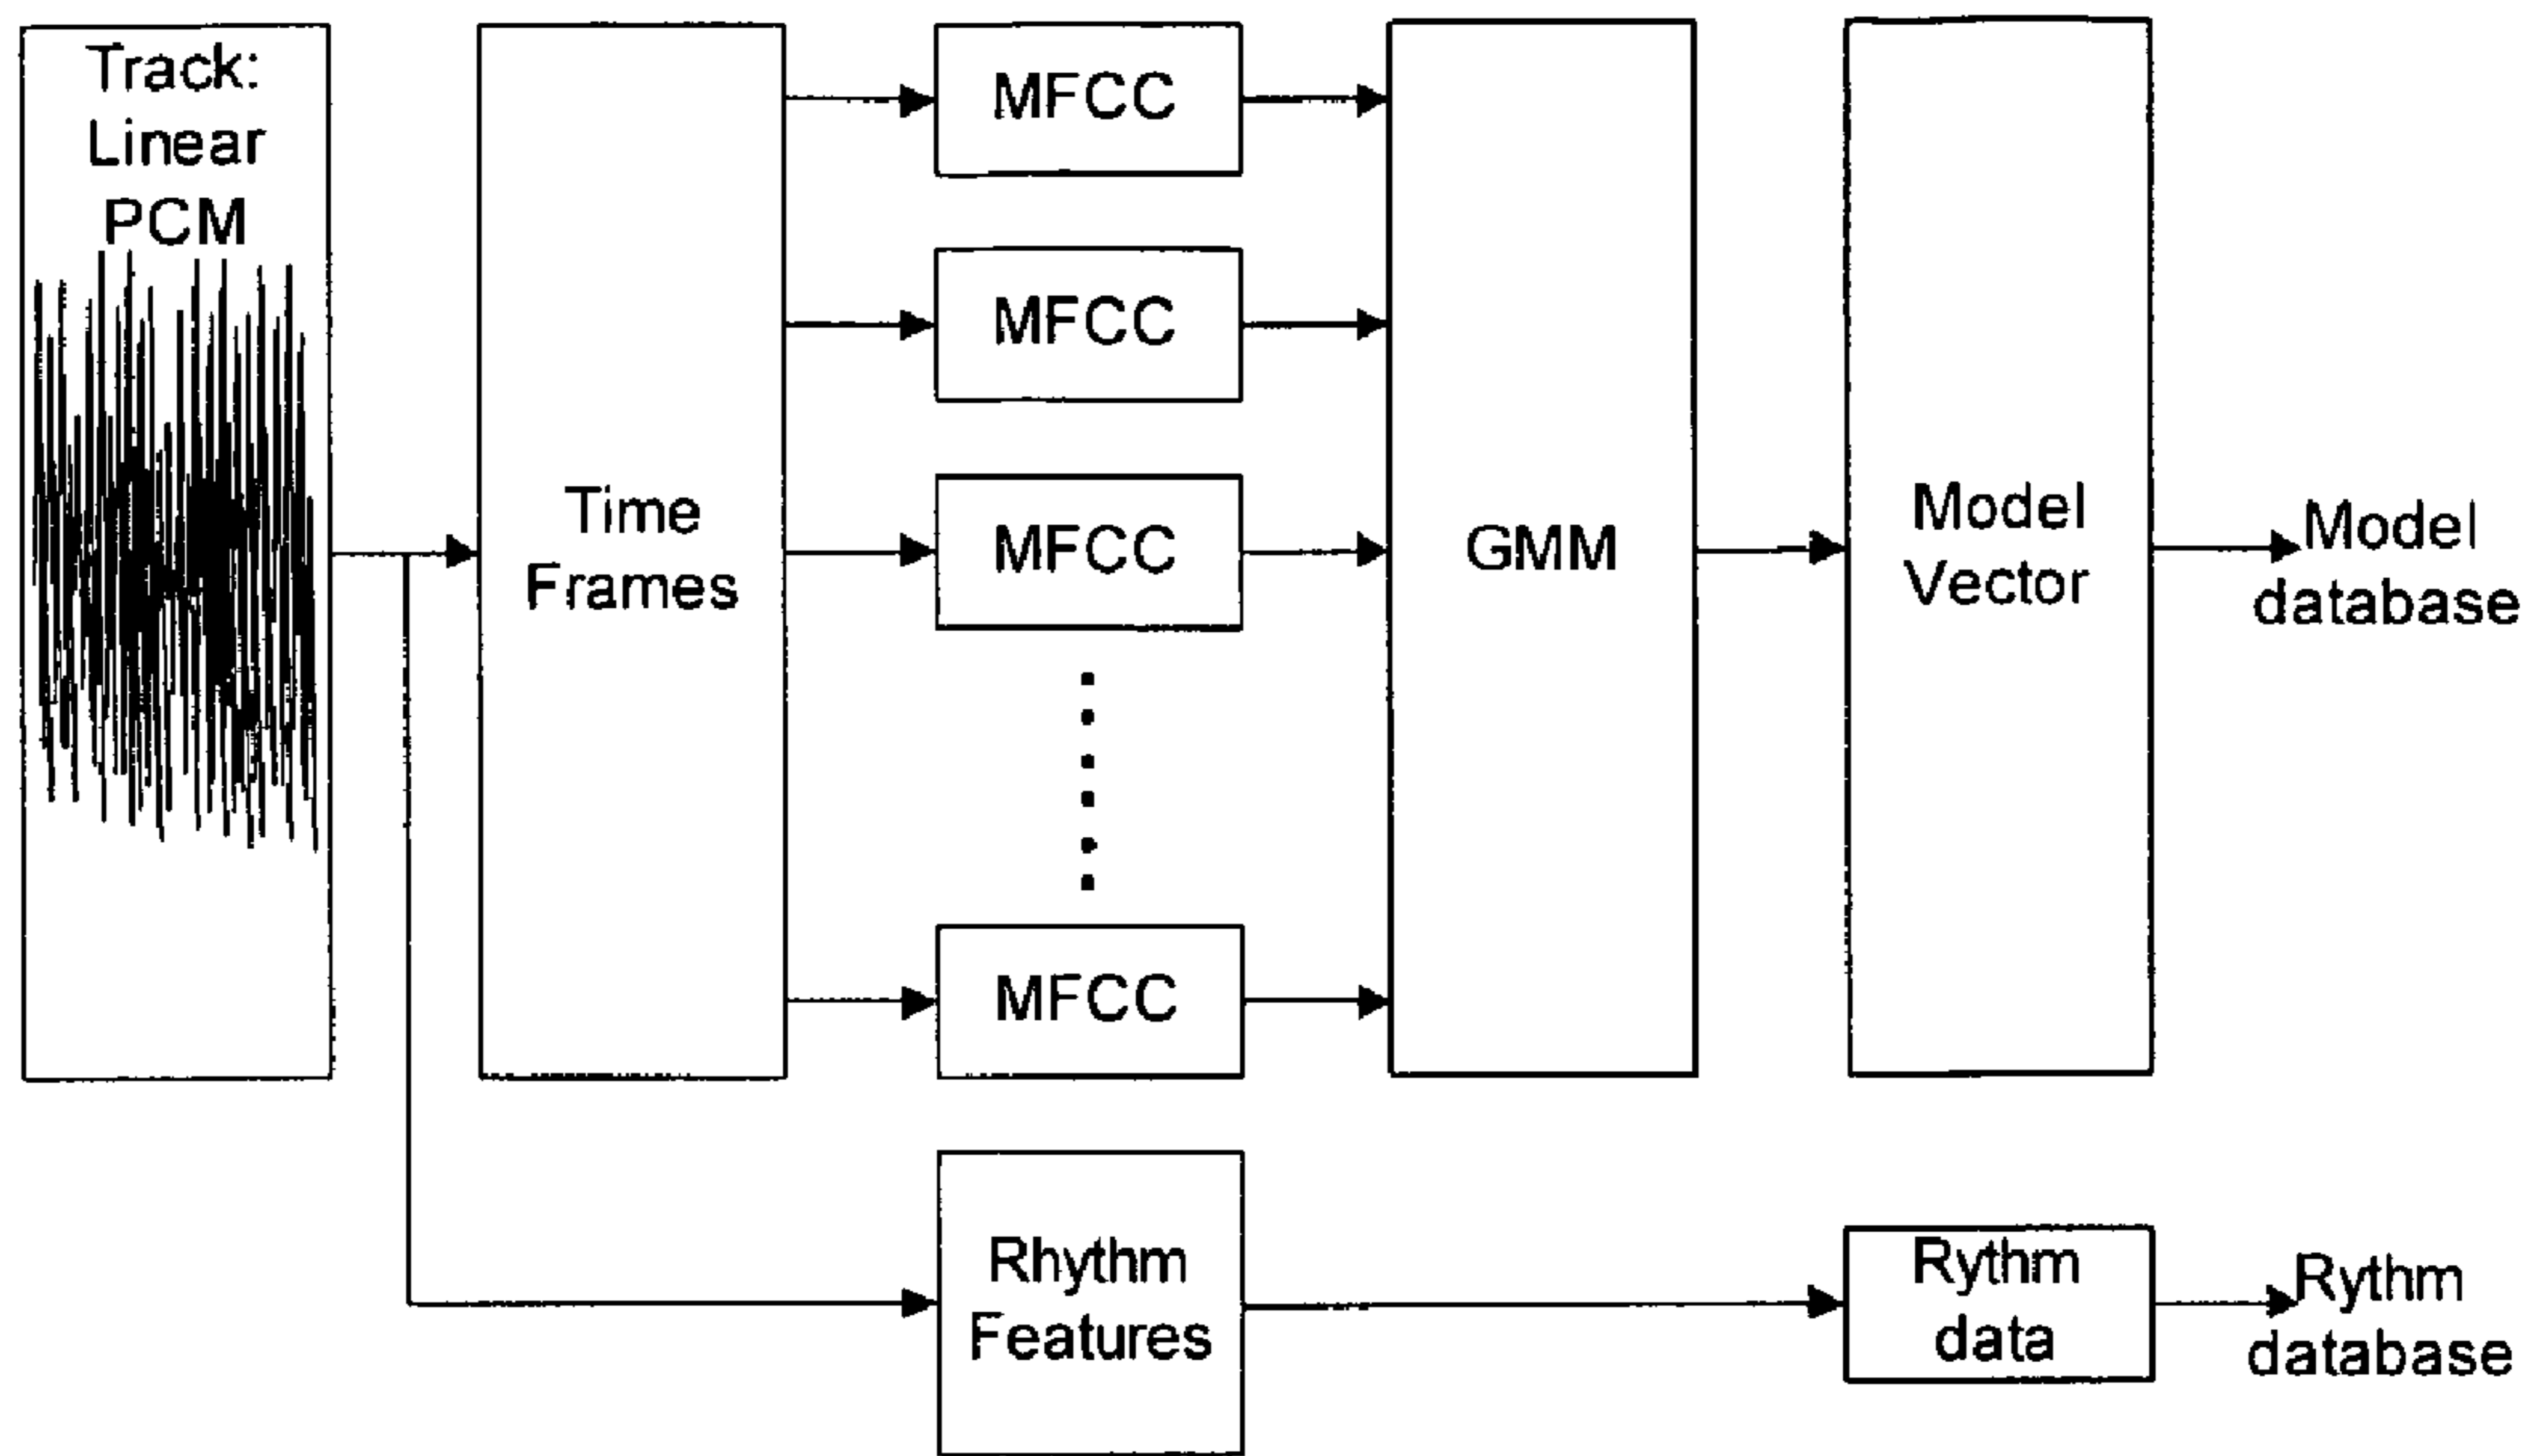 Track:
Linear
PCM
Time
Frames
MFCC
MFCC
MFCC
MFCC
GMM
Model
Vector
Model
database
Rhythm
Features
Rythm
data
Rythm
database